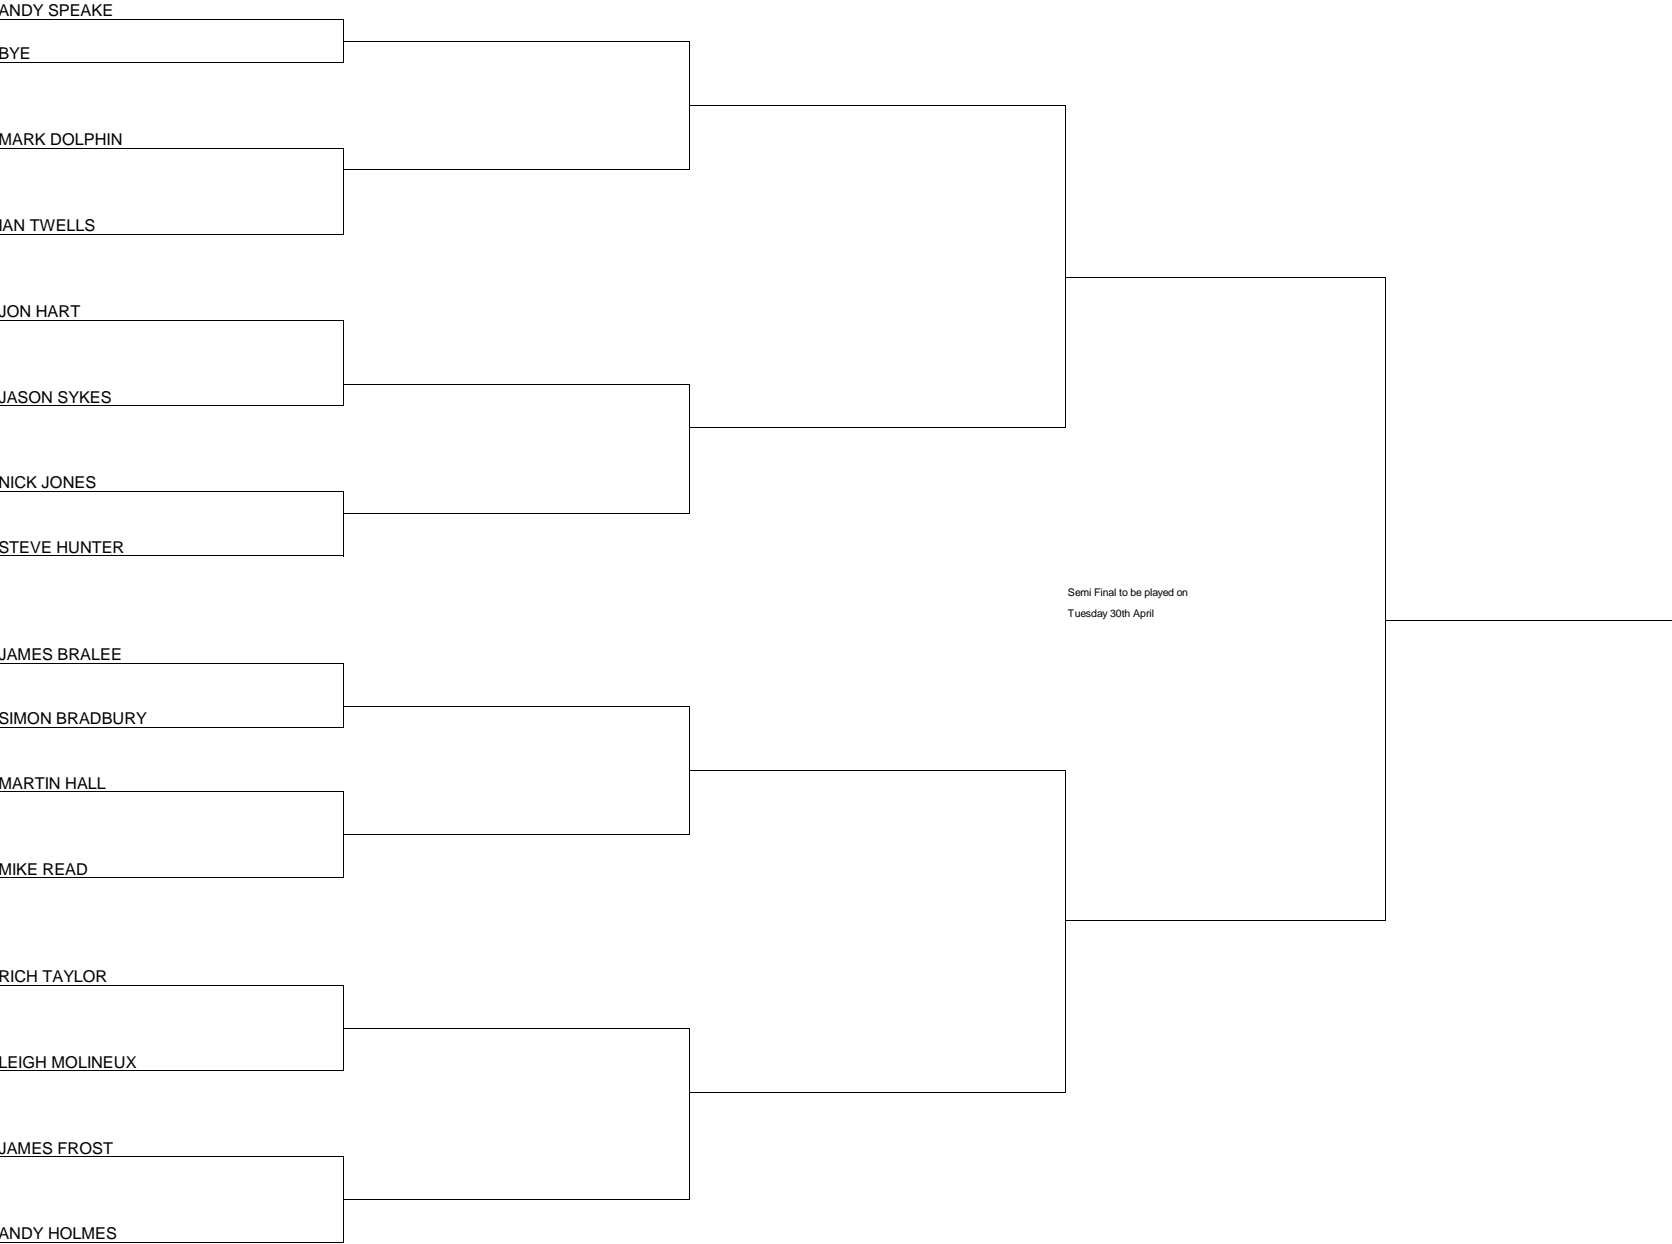 ANDY SPEAKE
BYE
MARK DOLPHIN
IAN TWELLS
JON HART
JASON SYKES
NICK JONES
STEVE HUNTER
Semi Final to be played on
Tuesday 30th April
JAMES BRALEE
SIMON BRADBURY
MARTIN HALL
MIKE READ
RICH TAYLOR
LEIGH MOLINEUX
JAMES FROST
ANDY HOLMES